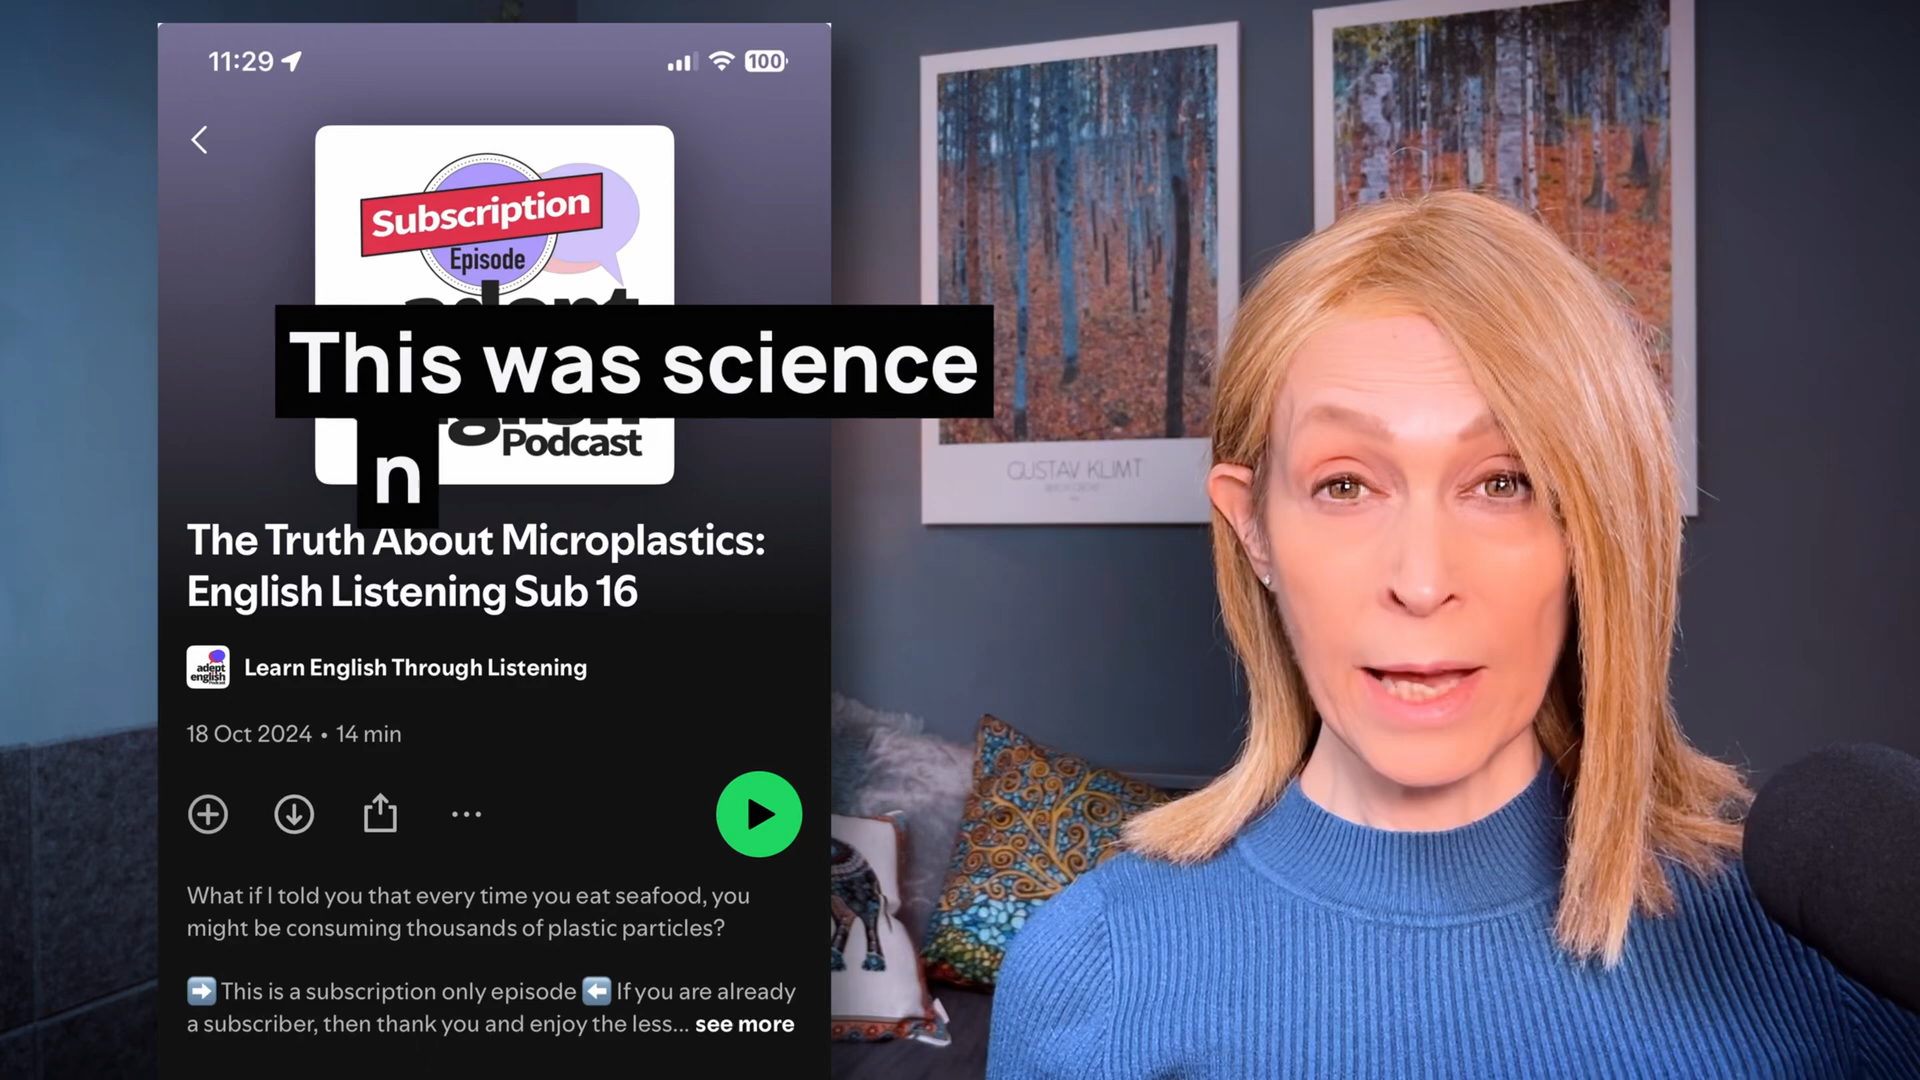 11:29
100
Subscription
Episode
This was science
n
Podcast
The Truth About Microplastics:
English Listening Sub 16
adept
english
Learn English Through Listening
18 Oct 2024 • 14 min
What if I told you that every time you eat seafood, you
might be consuming thousands of plastic particles?
➡️ This is a subscription only episode ⬅️ If you are already
a subscriber, then thank you and enjoy the less... see more
GUSTAV KLIMT